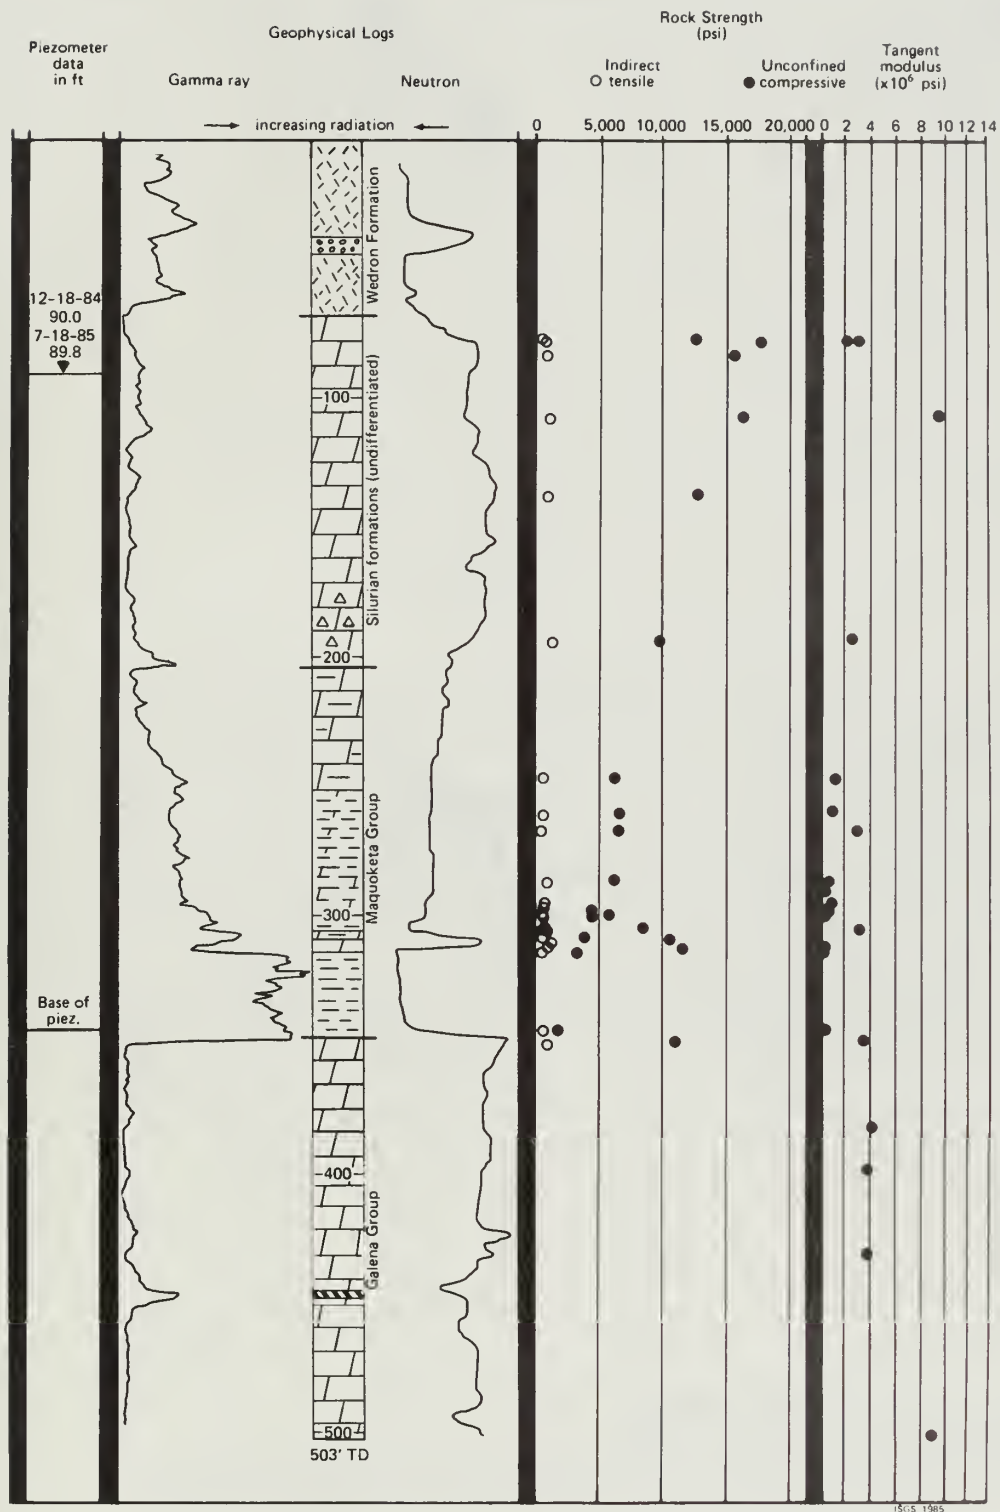 Rock Strength
(psi)
Geophysical Logs
Piezometer
data
in ft
Gamma ray
Neutron
Indirect
tensile
Unconfined
compressive
Tangent
modulus
(x10⁶ psi)
increasing radiation
0 5,000 10,000 15,000 20,000
0 2 4 6 8 10 12 14
Wedron Formation
12-18-84
90.0
7-18-85
89.8
Silurian formations (undifferentiated)
100
200
Maquoketa Group
300
Base of
piez.
400
Galena Group
500
503' TD
ISGS 1985